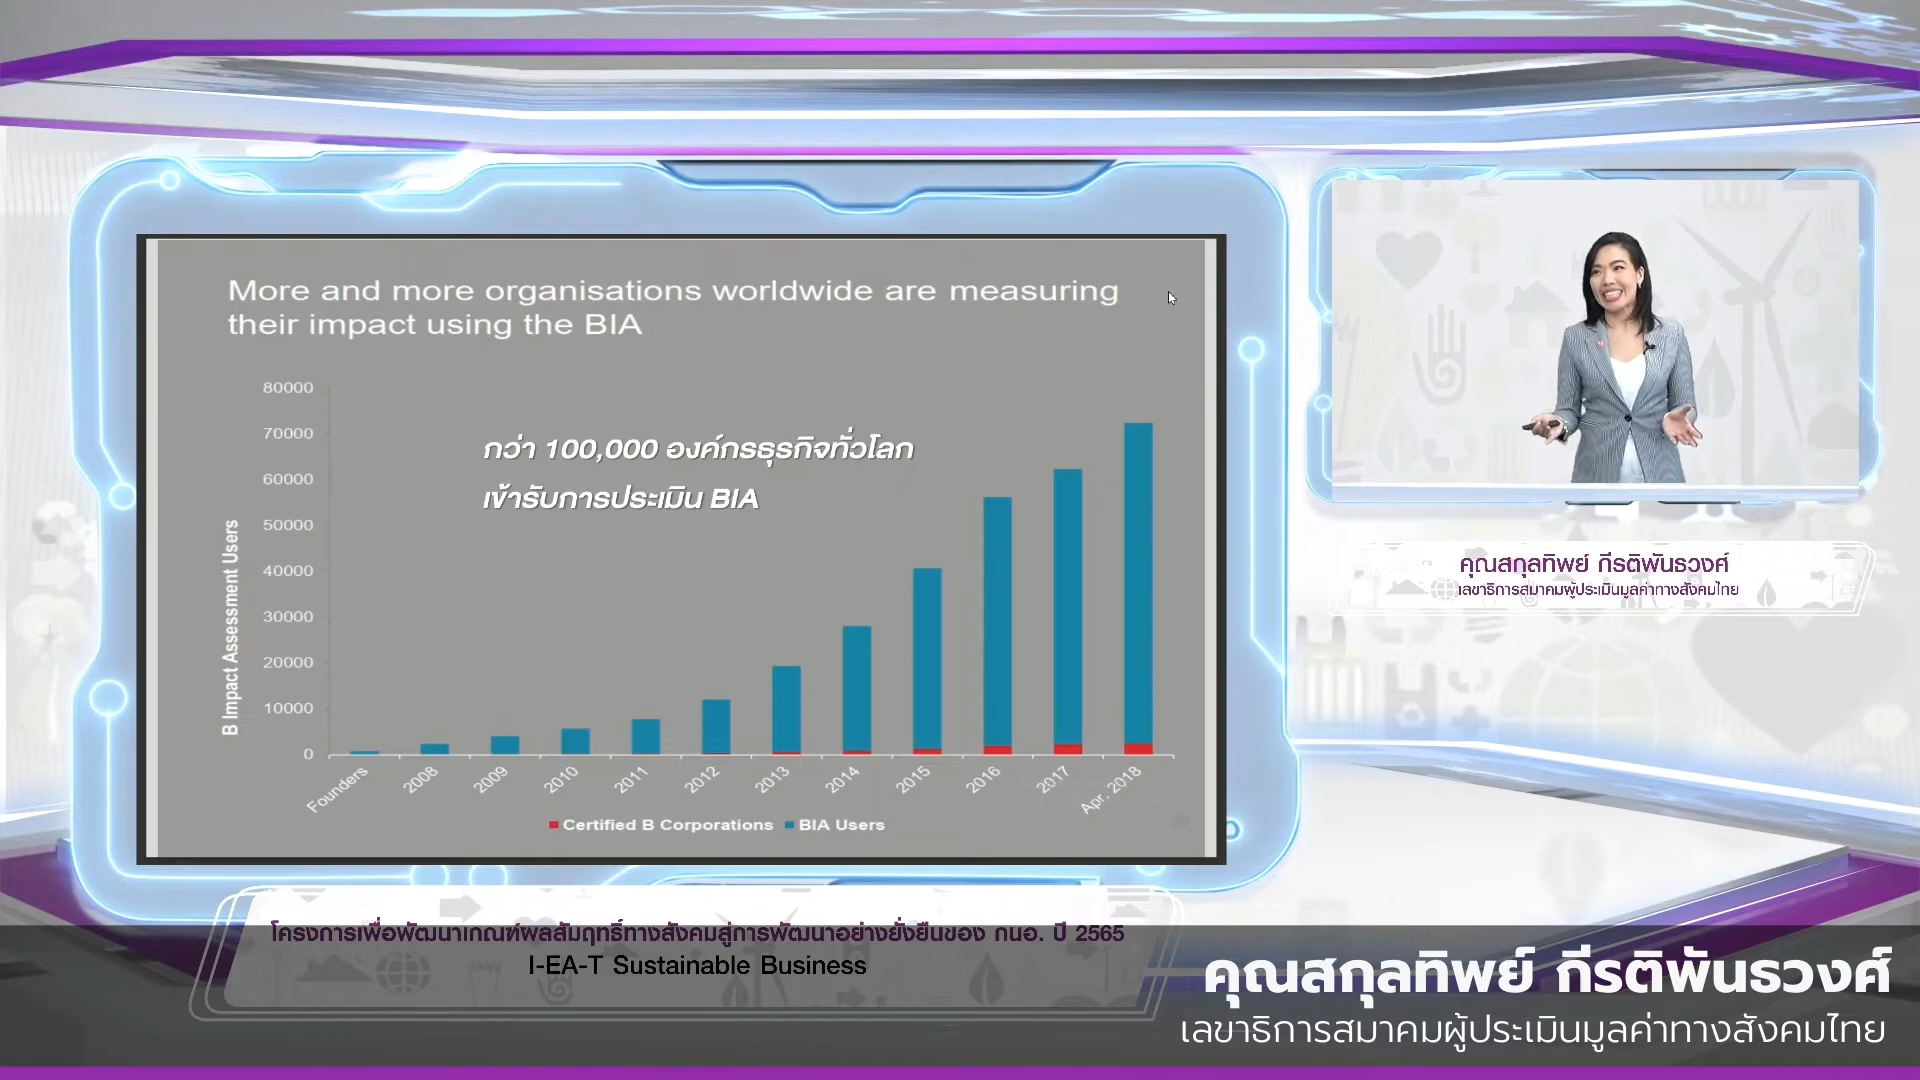 More and more organisations worldwide are measuring
their impact using the BIA
กว่า 100,000 องค์กรธุรกิจทั่วโลก
เข้ารับการประเมิน BIA
B Impact Assessment Users
80000
70000
60000
50000
40000
30000
20000
10000
0
Founders
2008
2009
2010
2011
2012
2013
2014
2015
2016
2017
Apr, 2018
Certified B Corporations
BIA Users
คุณสกุลทิพย์ กีรติพันธวงศ์
เลขาธิการสมาคมผู้ประเมินมูลค่าทางสังคมไทย
โครงการเพื่อพัฒนาเกณฑ์ผลสัมฤทธิ์ทางสังคมสู่การพัฒนาอย่างยั่งยืนของ กนอ. ปี 2565
I-EA-T Sustainable Business
คุณสกุลทิพย์ กีรติพันธวงศ์
เลขาธิการสมาคมผู้ประเมินมูลค่าทางสังคมไทย